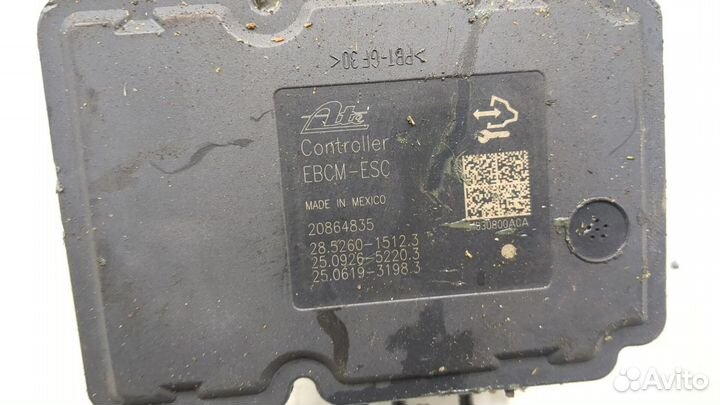 >PBT-GF30<
Ate
Controller
EBCM-ESC
MADE IN MEXICO
20864835
830800ACA
28.5260-1512.3
25.0926-5220.3
25.0619-3198.3
Avito